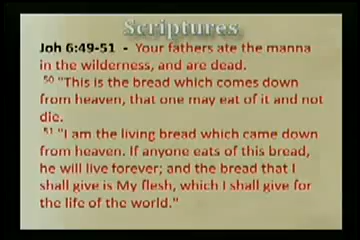 Scriptures
Joh 6:49-51 - Your fathers ate the manna
in the wilderness, and are dead.
50 "This is the bread which comes down
from heaven, that one may eat of it and not
die.
51 "I am the living bread which came down
from heaven. If anyone eats of this bread,
he will live forever; and the bread that I
shall give is My flesh, which I shall give for
the life of the world."